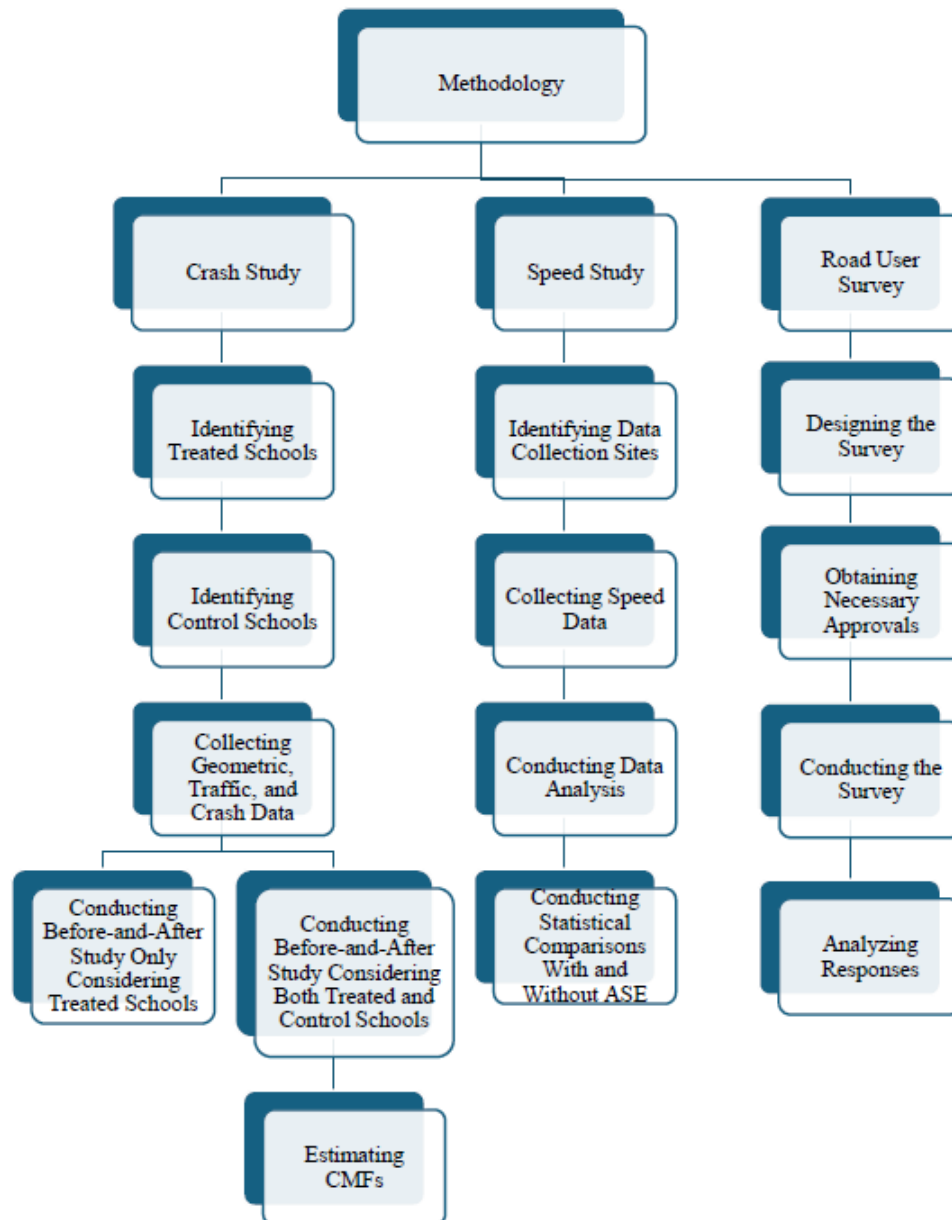 Methodology
Crash Study
Speed Study
Road User
Survey
Identifying
Treated Schools
Identifying Data
Collection Sites
Designing the
Survey
Identifying
Control Schools
Collecting Speed
Data
Obtaining
Necessary
Approvals
Collecting
Geometric,
Traffic, and
Crash Data
Conducting Data
Analysis
Conducting the
Survey
Conducting
Before-and-After
Study Only
Considering
Treated Schools
Conducting
Before-and-After
Study Considering
Both Treated and
Control Schools
Conducting
Statistical
Comparisons
With and
Without ASE
Analyzing
Responses
Estimating
CMFs